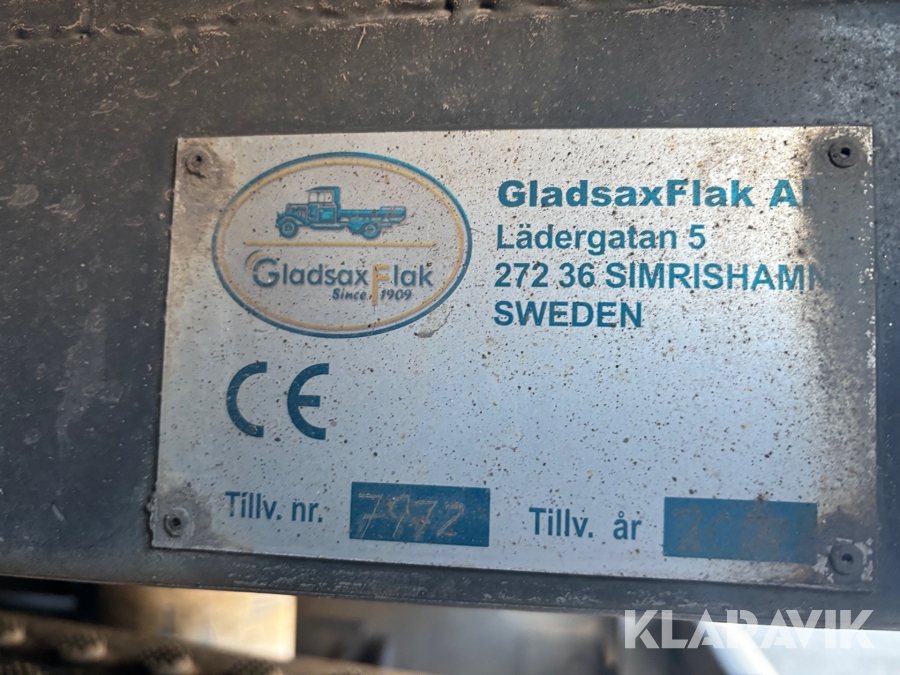 GladsaxFlak
Since 1909
GladsaxFlak
Lädergatan 5
272 36 SIMRISHAMN
SWEDEN
CE
Tillv. nr. 7972
Tillv. år
KLARAVIK